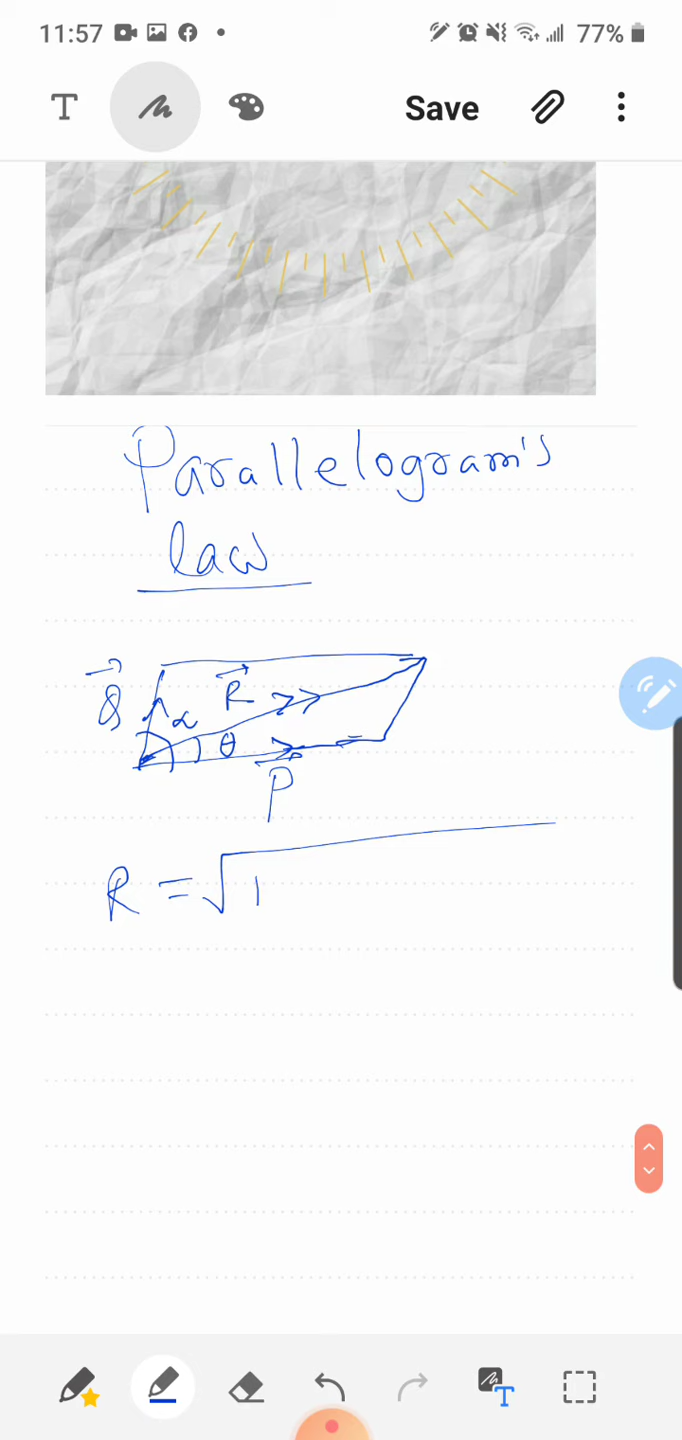 11:57
77%
T
Save
Parallelogram's
law
Q
R
α
θ
P
R = √
T